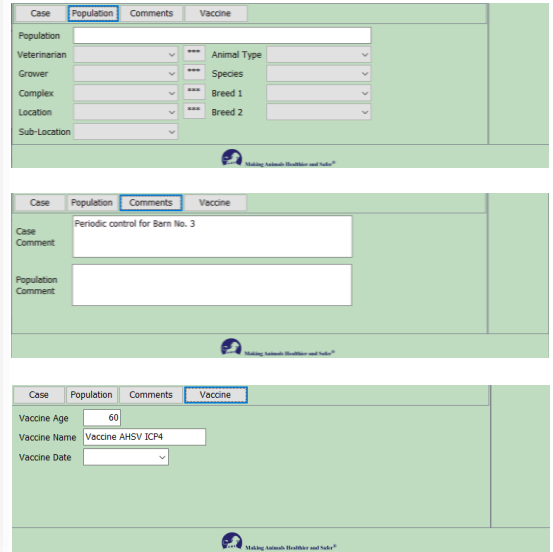 Case Population Comments Vaccine
Population
Veterinarian *** Animal Type
Grower *** Species
Complex *** Breed 1
Location *** Breed 2
Sub-Location
Making Animals Healthier and Safer®
Case Population Comments Vaccine
Case Comment Periodic control for Barn No. 3
Population Comment
Making Animals Healthier and Safer®
Case Population Comments Vaccine
Vaccine Age 60
Vaccine Name Vaccine AHSV ICP4
Vaccine Date
Making Animals Healthier and Safer®